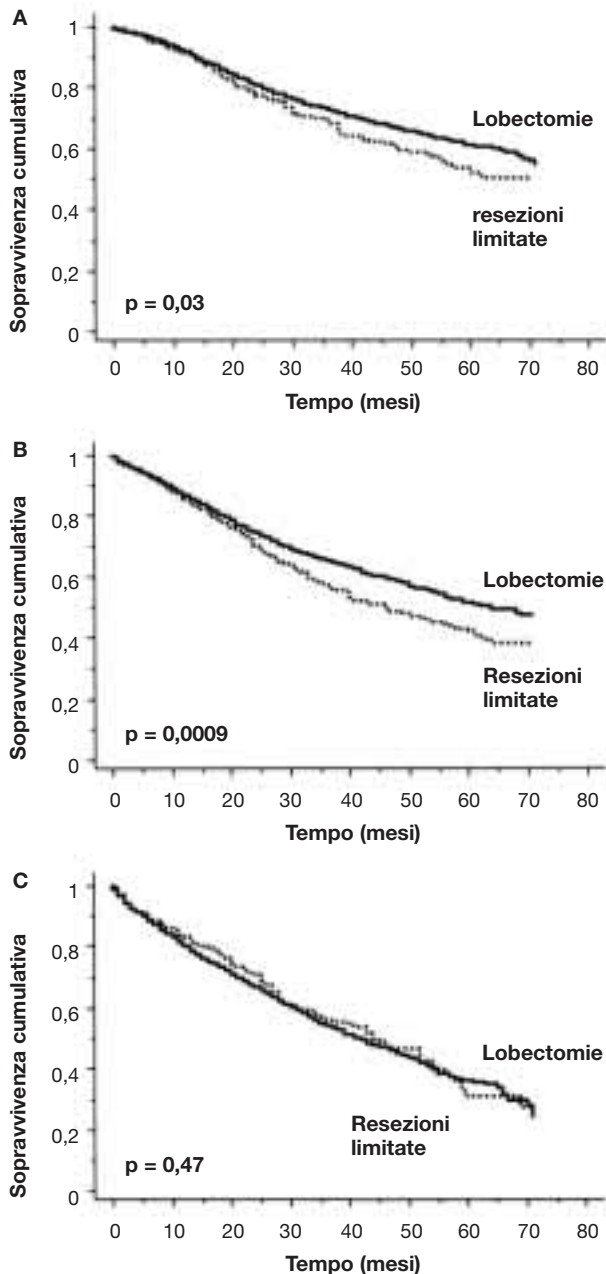 A
Sopravvivenza cumulativa
1
0,8
0,6
0,4
0,2
0
Lobectomie
resezioni
limitate
p = 0,03
0 10 20 30 40 50 60 70 80
Tempo (mesi)
B
Sopravvivenza cumulativa
1
0,8
0,6
0,4
0,2
0
Lobectomie
Resezioni
limitate
p = 0,0009
0 10 20 30 40 50 60 70 80
Tempo (mesi)
C
Sopravvivenza cumulativa
1
0,8
0,6
0,4
0,2
0
Lobectomie
Resezioni
limitate
p = 0,47
0 10 20 30 40 50 60 70 80
Tempo (mesi)